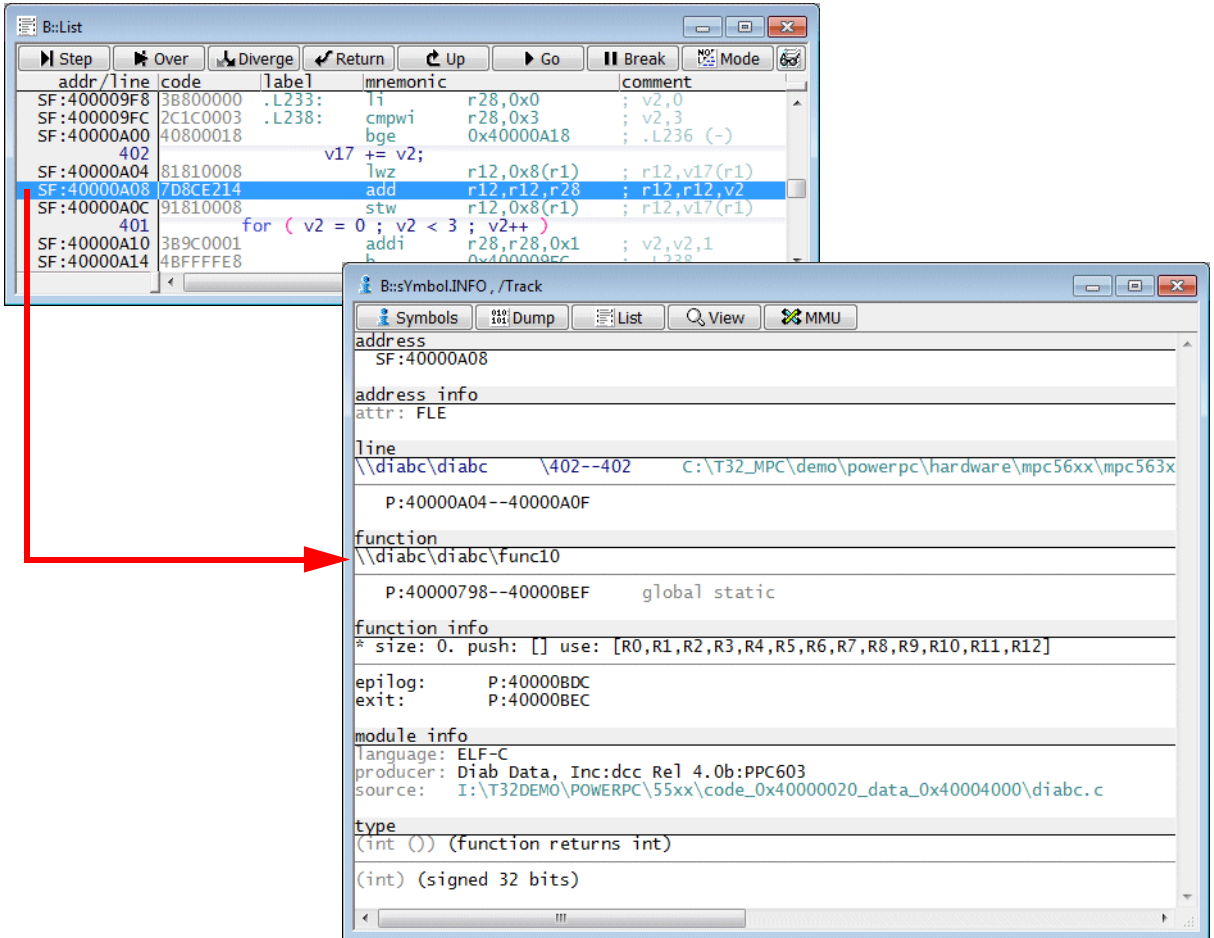 B::List
Step Over Diverge Return Up Go Break Mode
addr/line code label mnemonic comment
SF:400009F8 3B800000 .L233: li r28,0x0 ; v2,0
SF:400009FC 2C1C0003 .L238: cmpwi r28,0x3 ; v2,3
SF:40000A00 40800018 bge 0x40000A18 ; .L236 (-)
402 v17 += v2;
SF:40000A04 81810008 lwz r12,0x8(r1) ; r12,v17(r1)
SF:40000A08 7D8CE214 add r12,r12,r28 ; r12,r12,v2
SF:40000A0C 91810008 stw r12,0x8(r1) ; r12,v17(r1)
401 for ( v2 = 0 ; v2 < 3 ; v2++ )
SF:40000A10 3B9C0001 addi r28,r28,0x1 ; v2,v2,1
SF:40000A14 4BFFFFE8 b 0x400009FC ; .L238
B::sYmbol.INFO , /Track
Symbols Dump List View MMU
address
SF:40000A08
address info
attr: FLE
line
\\diabc\diabc \402--402 C:\T32_MPC\demo\powerpc\hardware\mpc56xx\mpc563x
P:40000A04--40000A0F
function
\\diabc\diabc\func10
P:40000798--40000BEF global static
function info
* size: 0. push: [] use: [R0,R1,R2,R3,R4,R5,R6,R7,R8,R9,R10,R11,R12]
epilog: P:40000BDC
exit: P:40000BEC
module info
language: ELF-C
producer: Diab Data, Inc:dcc Rel 4.0b:PPC603
source: I:\T32DEMO\POWERPC\55xx\code_0x40000020_data_0x40004000\diabc.c
type
(int ()) (function returns int)
(int) (signed 32 bits)